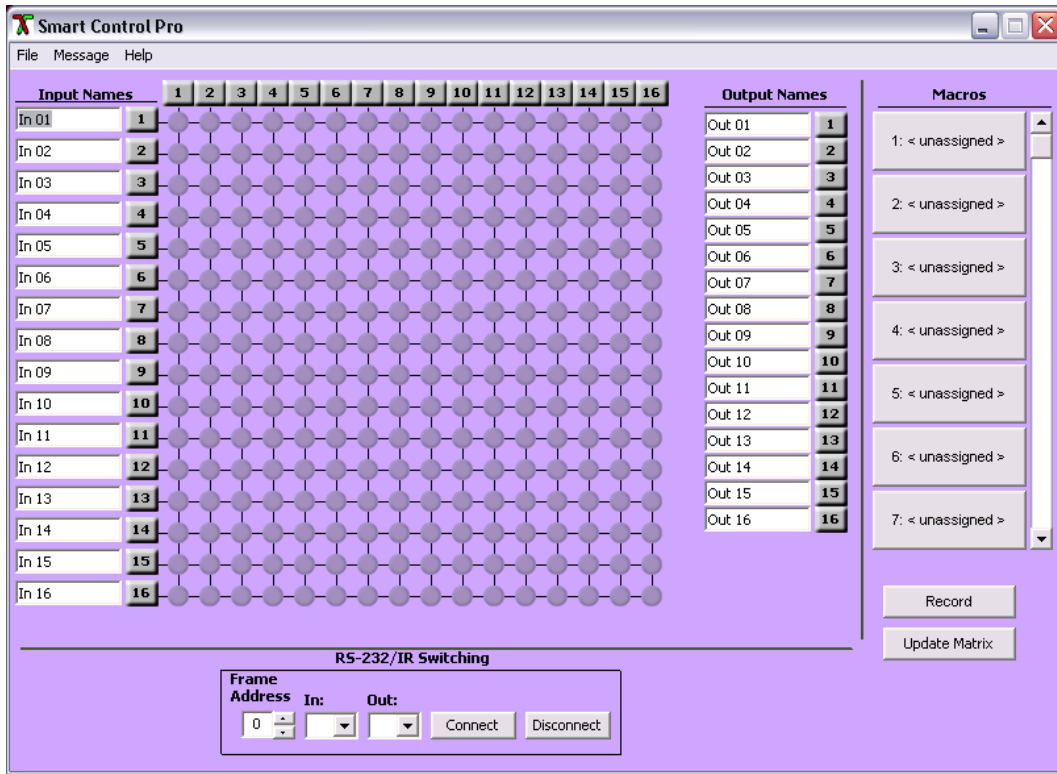 Smart Control Pro
File Message Help
Input Names 1 2 3 4 5 6 7 8 9 10 11 12 13 14 15 16
In 01 1
In 02 2
In 03 3
In 04 4
In 05 5
In 06 6
In 07 7
In 08 8
In 09 9
In 10 10
In 11 11
In 12 12
In 13 13
In 14 14
In 15 15
In 16 16
Output Names
Out 01 1
Out 02 2
Out 03 3
Out 04 4
Out 05 5
Out 06 6
Out 07 7
Out 08 8
Out 09 9
Out 10 10
Out 11 11
Out 12 12
Out 13 13
Out 14 14
Out 15 15
Out 16 16
Macros
1: < unassigned >
2: < unassigned >
3: < unassigned >
4: < unassigned >
5: < unassigned >
6: < unassigned >
7: < unassigned >
Record
Update Matrix
RS-232/IR Switching
Frame
Address In: Out:
0 Connect Disconnect